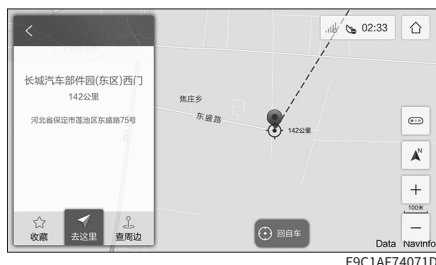 02:33
长城汽车部件园(东区)西门
142公里
河北省保定市莲池区东盛路75号
焦庄乡
东盛路
142公里
N
100米
收藏
去这里
查周边
回自车
Data
Navinfo
E9C1AE74071D